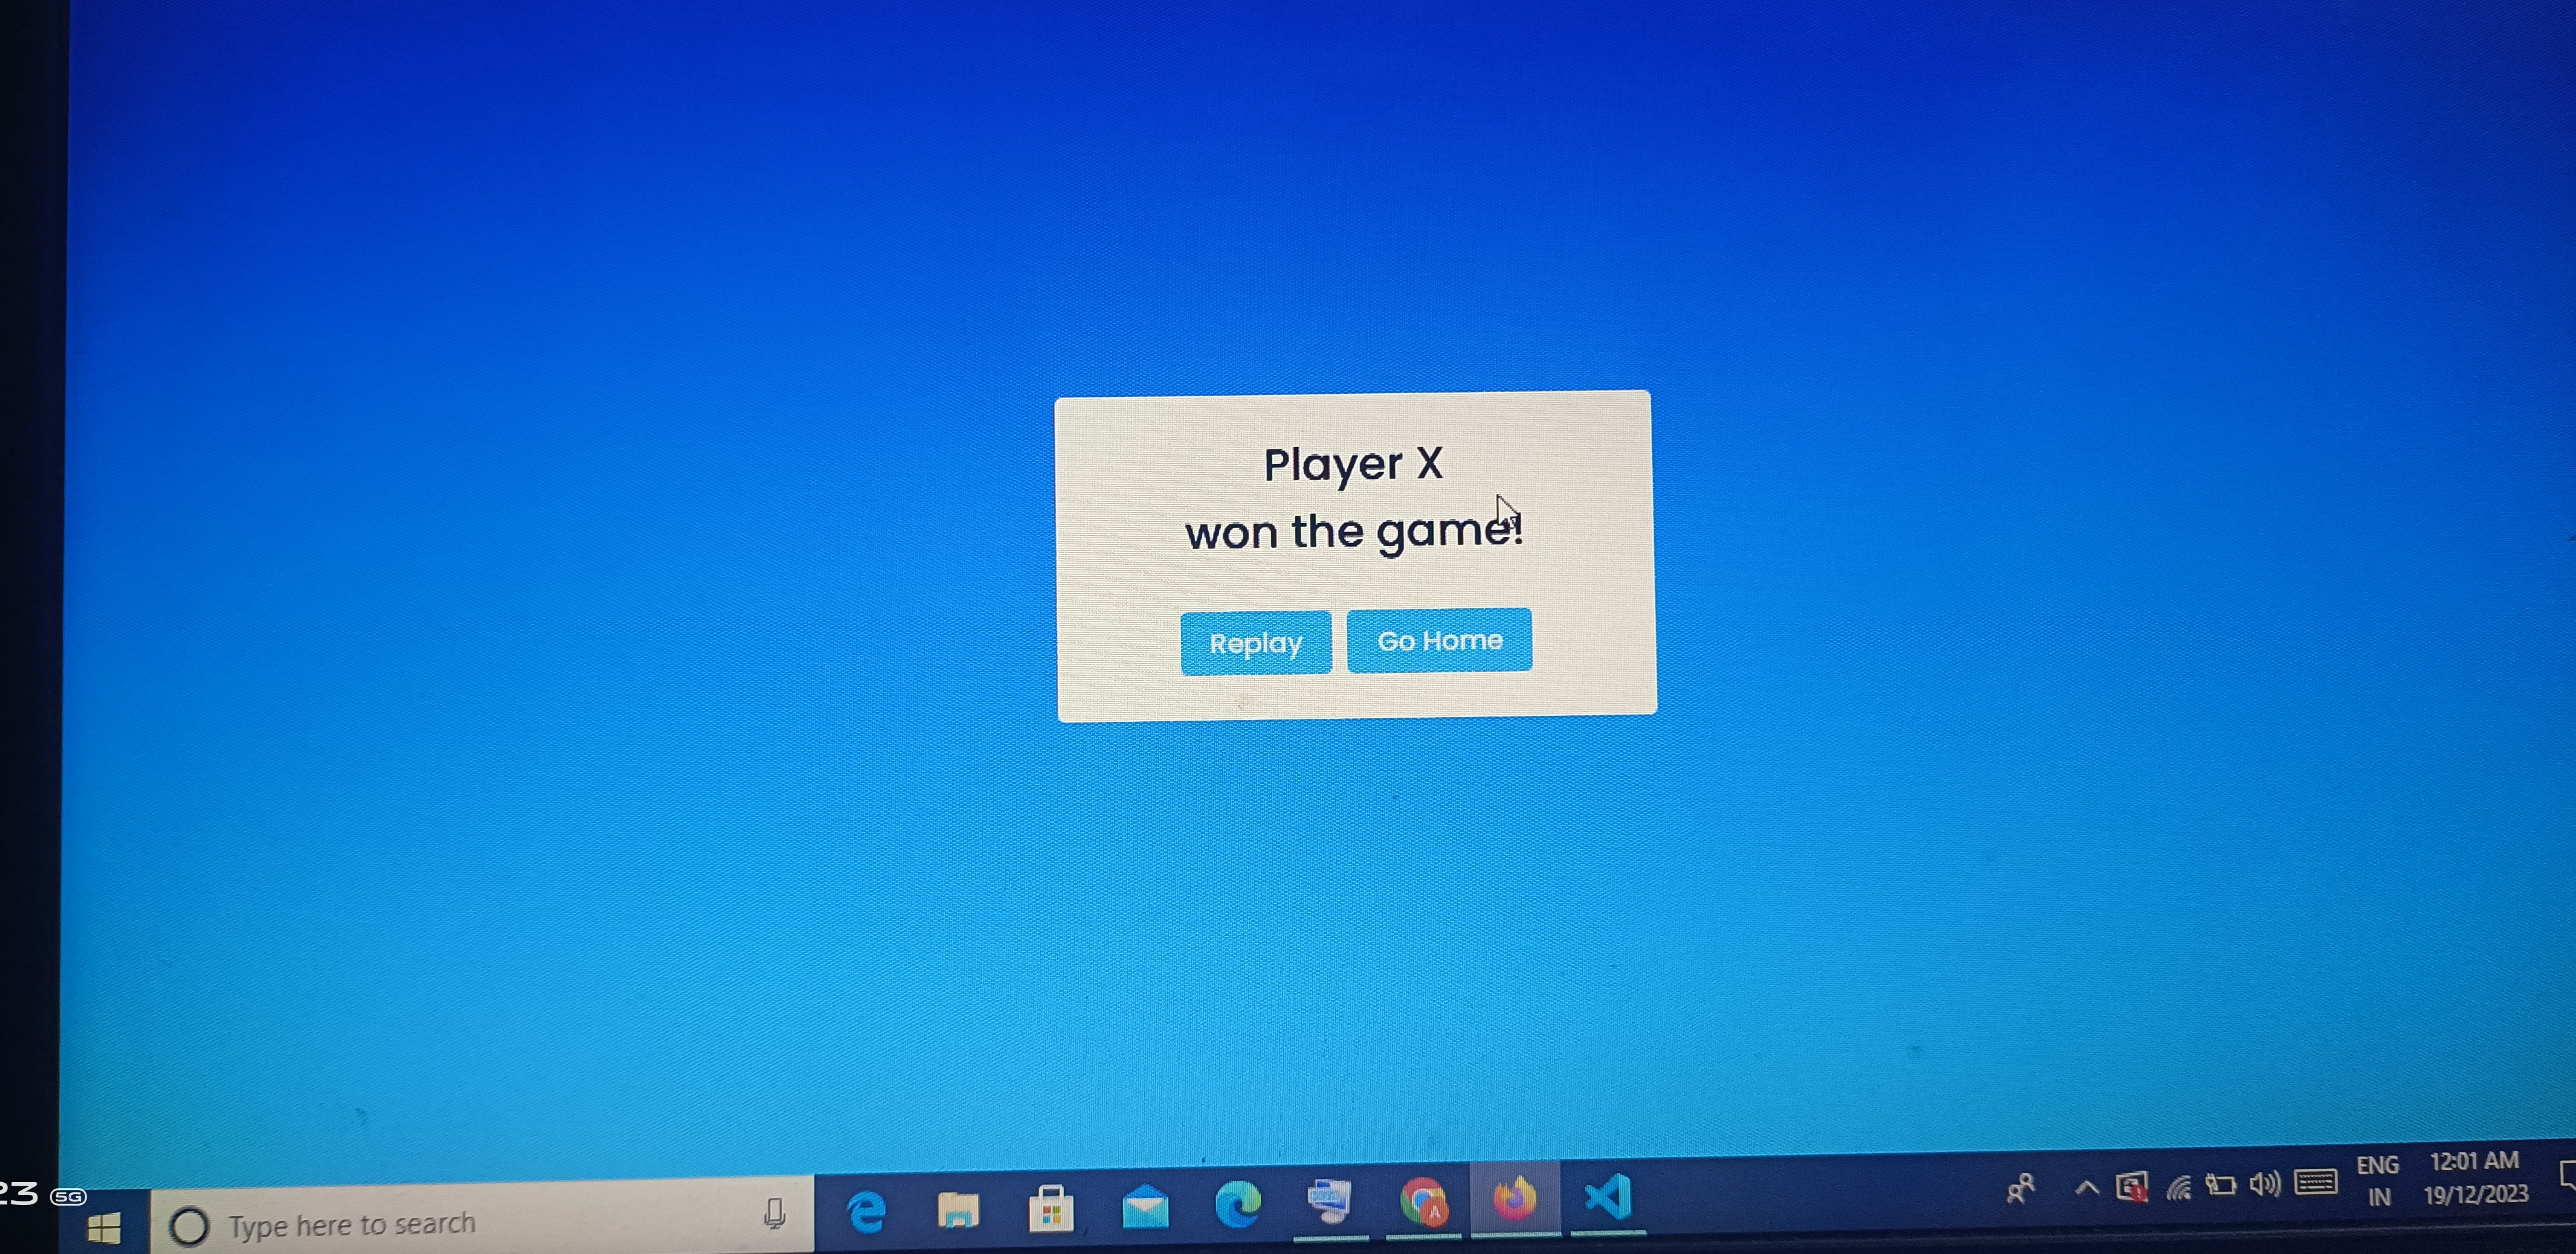 Player X
won the game!
Replay
Go Home
23 5G
Type here to search
A
ENG
IN
12:01 AM
19/12/2023